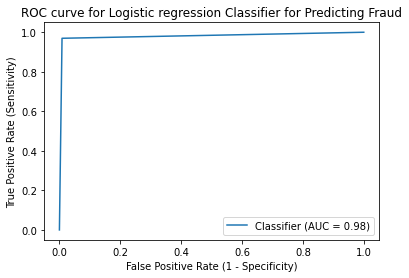 ROC curve for Logistic regression Classifier for Predicting Fraud
True Positive Rate (Sensitivity)
1.0
0.8
0.6
0.4
0.2
0.0
Classifier (AUC = 0.98)
0.0 0.2 0.4 0.6 0.8 1.0
False Positive Rate (1 - Specificity)